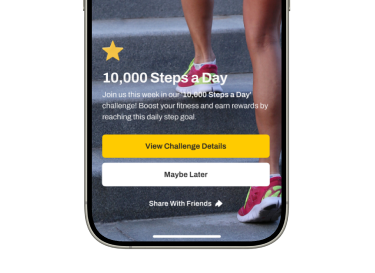 10,000 Steps a Day
Join us this week in our '10,000 Steps a Day'
challenge! Boost your fitness and earn rewards by
reaching this daily step goal.
View Challenge Details
Maybe Later
Share With Friends